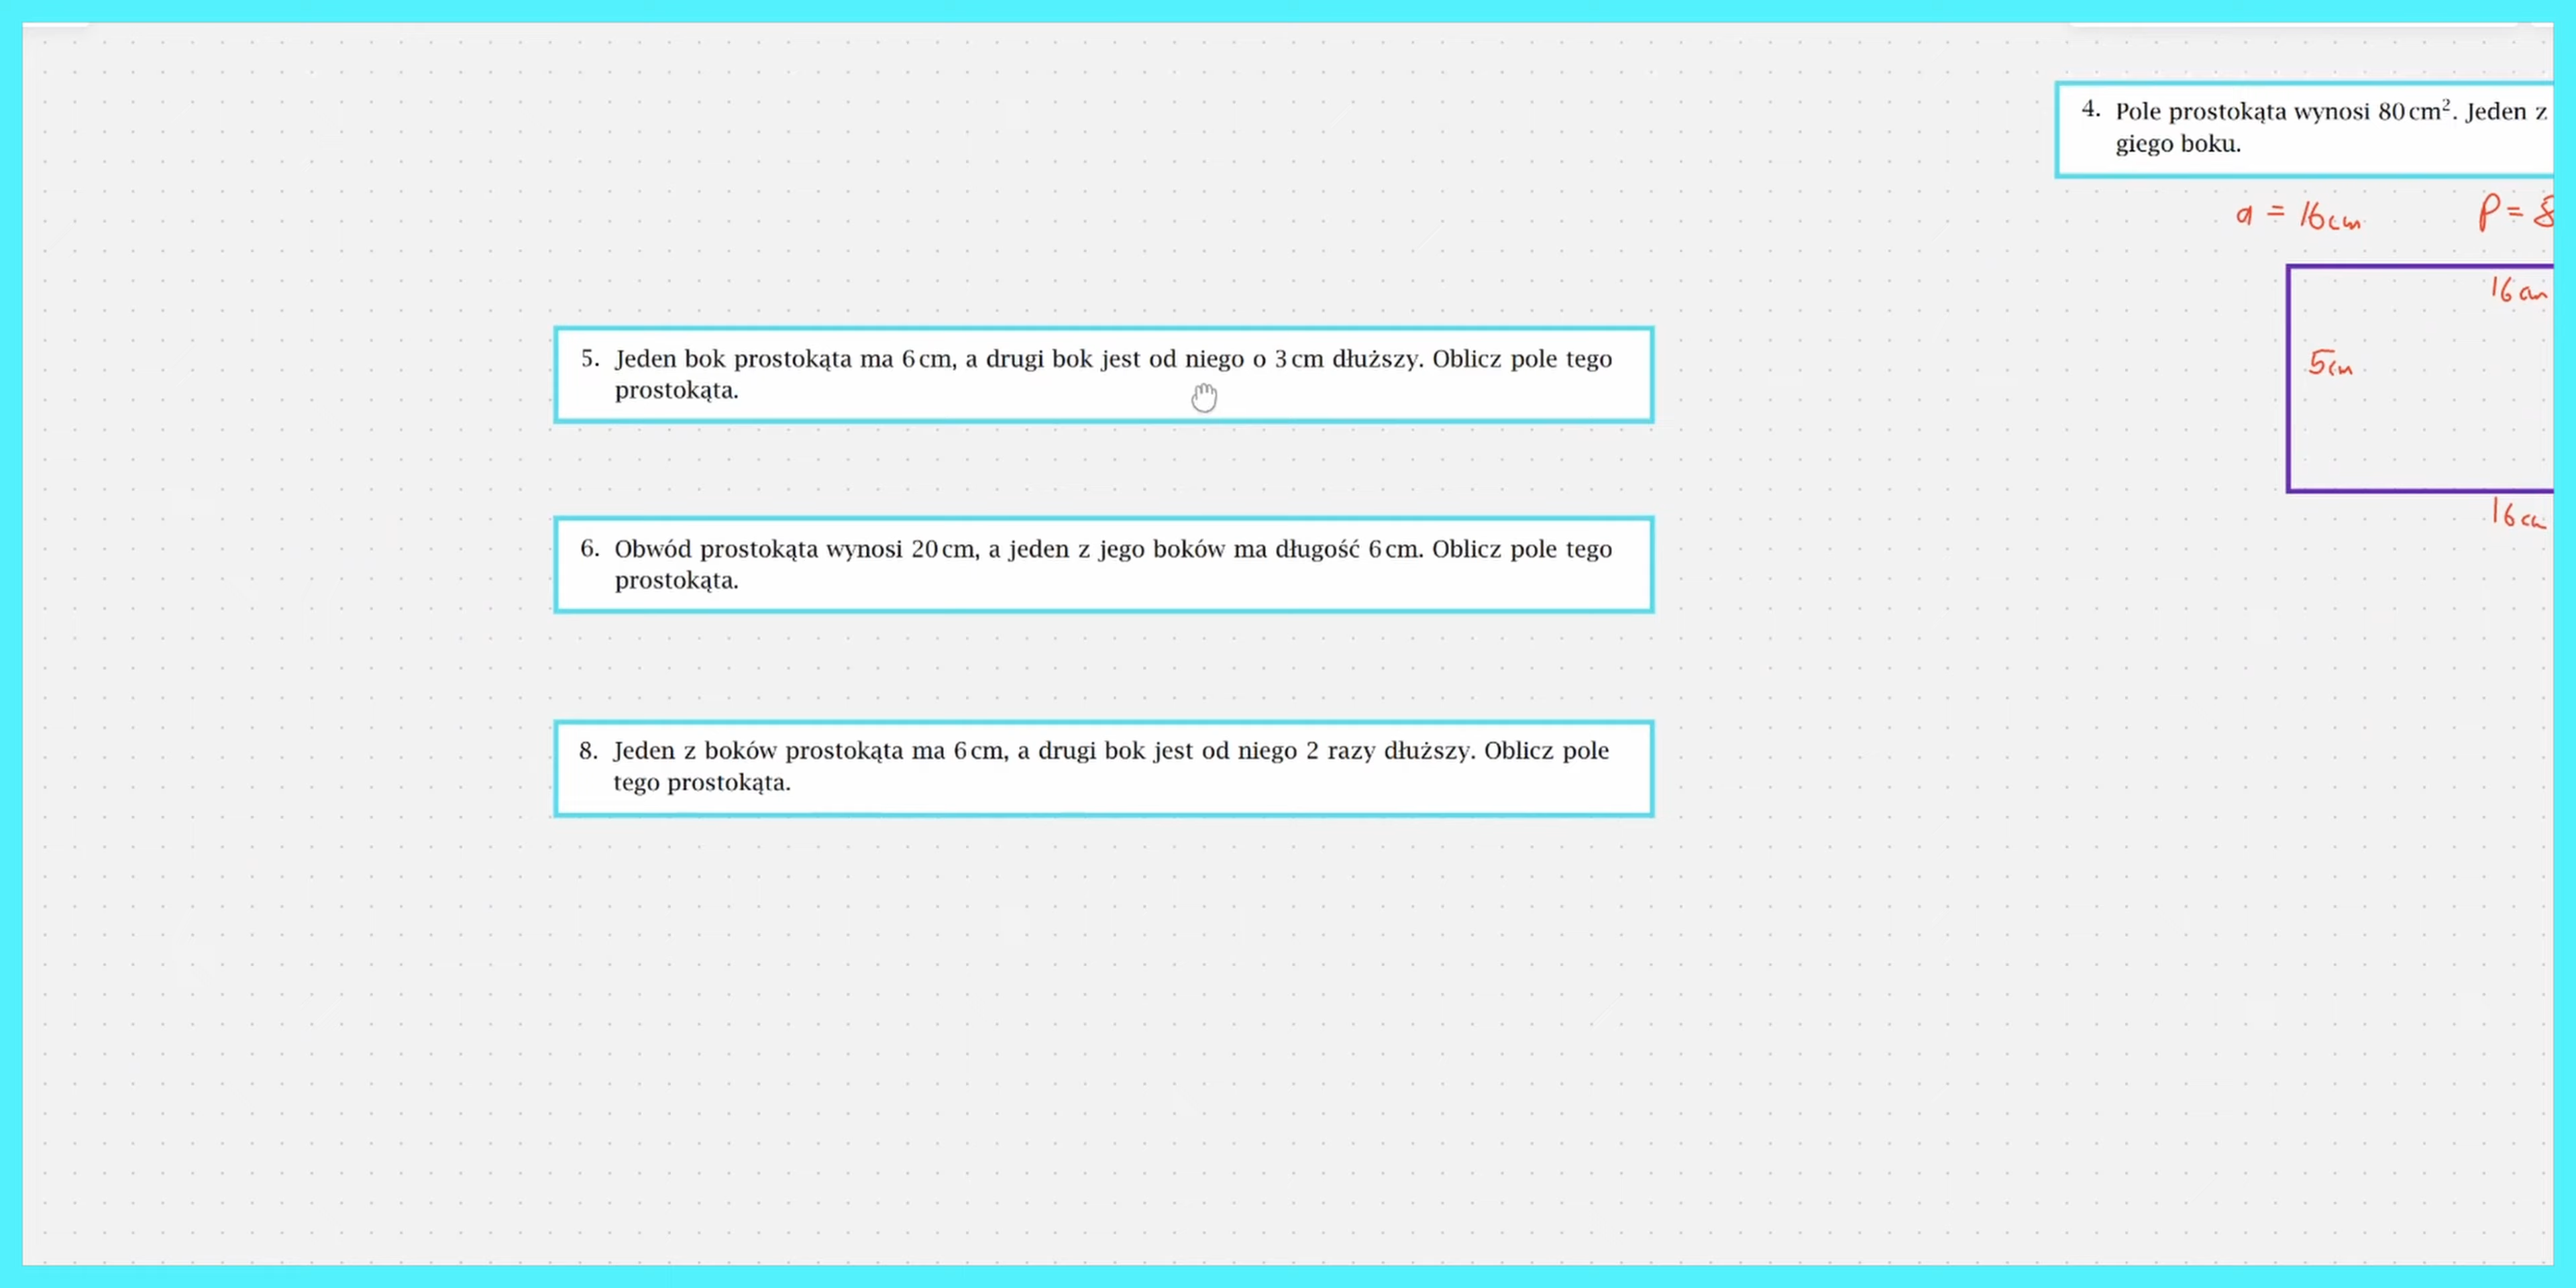 4. Pole prostokąta wynosi 80 cm². Jeden z
giego boku.
a = 16cm P = 8
16cm
5cm
16cm
5. Jeden bok prostokąta ma 6 cm, a drugi bok jest od niego o 3 cm dłuższy. Oblicz pole tego
prostokąta.
6. Obwód prostokąta wynosi 20 cm, a jeden z jego boków ma długość 6 cm. Oblicz pole tego
prostokąta.
8. Jeden z boków prostokąta ma 6 cm, a drugi bok jest od niego 2 razy dłuższy. Oblicz pole
tego prostokąta.